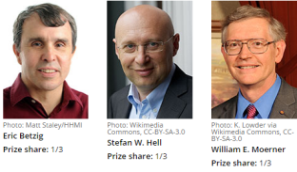 Photo: Matt Staley/HHMI
Eric Betzig
Prize share: 1/3
Photo: Wikimedia
Commons, CC-BY-SA-3.0
Stefan W. Hell
Prize share: 1/3
Photo: K. Lowder via
Wikimedia Commons, CC-
BY-SA-3.0
William E. Moerner
Prize share: 1/3